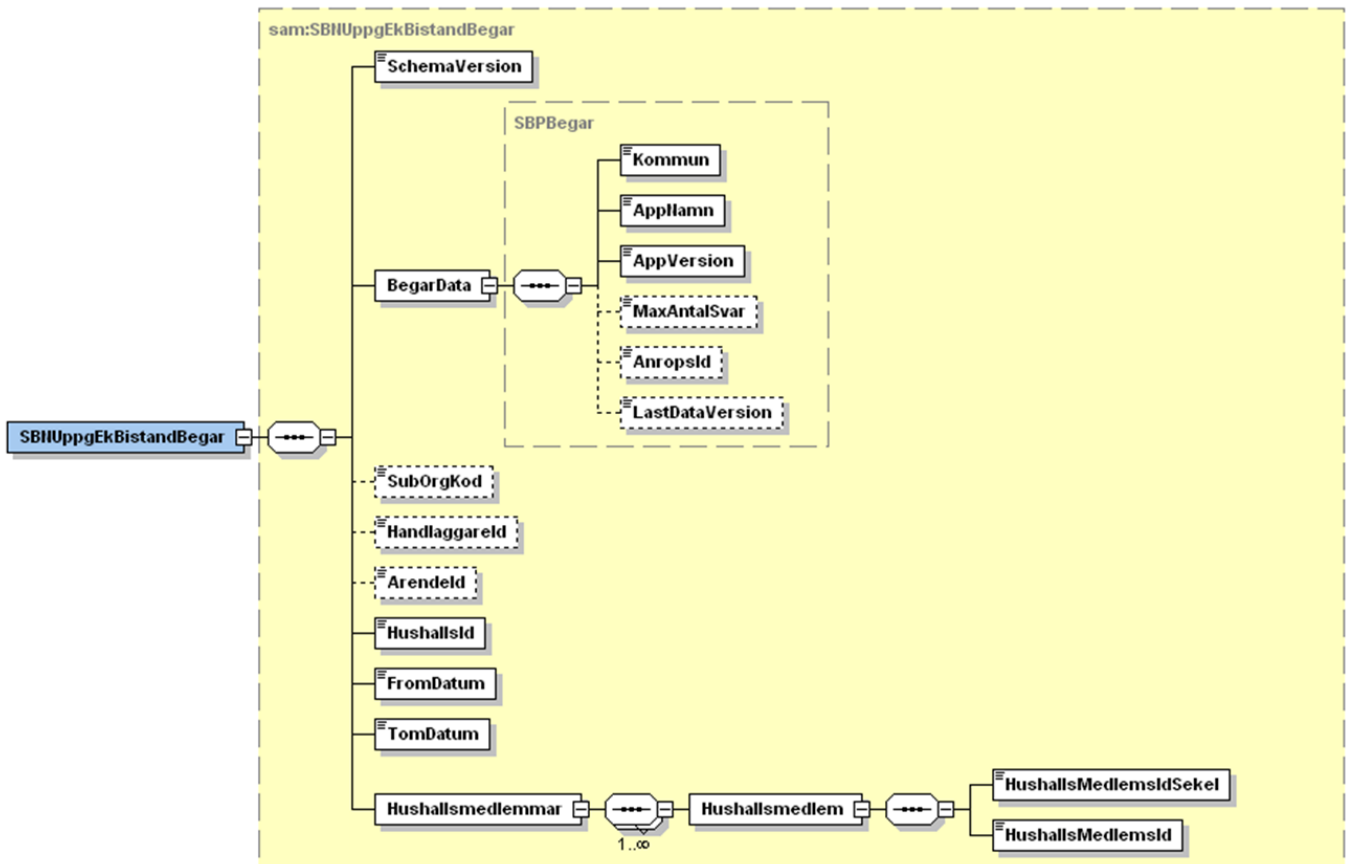 sam:SBNUppgEkBistandBegar
SchemaVersion
SBPBegar
Kommun
AppNamn
AppVersion
BegarData
MaxAntalSvar
AnropsId
LastDataVersion
SBNUppgEkBistandBegar
SubOrgKod
HandlaggareId
ArendeId
HushallsId
FromDatum
TomDatum
HushallsMedlemsIdSekel
Hushallsmedlemmar
Hushallsmedlem
HushallsMedlemsId
1..∞